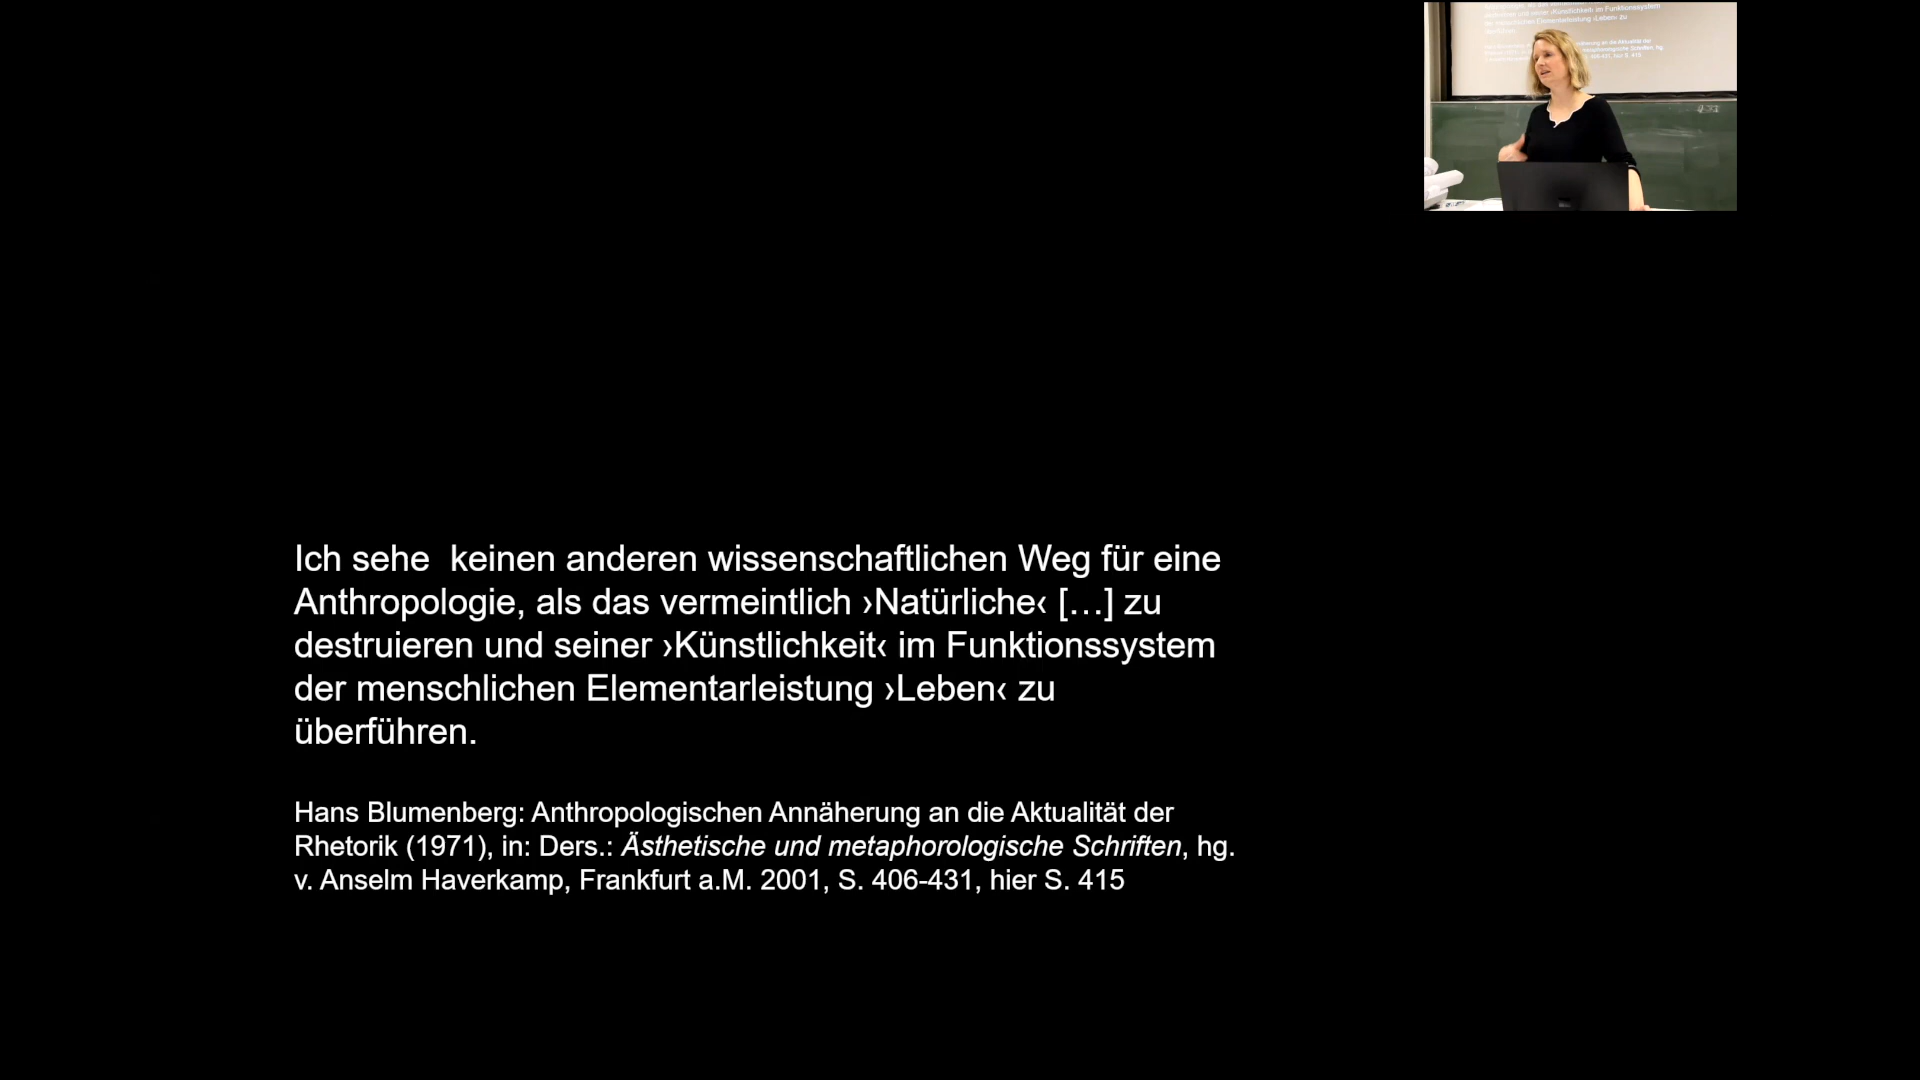 Ich sehe  keinen anderen wissenschaftlichen Weg für eine
Anthropologie, als das vermeintlich ›Natürliche‹ […] zu
destruieren und seiner ›Künstlichkeit‹ im Funktionssystem
der menschlichen Elementarleistung ›Leben‹ zu
überführen.
Hans Blumenberg: Anthropologischen Annäherung an die Aktualität der
Rhetorik (1971), in: Ders.: Ästhetische und metaphorologische Schriften, hg.
v. Anselm Haverkamp, Frankfurt a.M. 2001, S. 406-431, hier S. 415